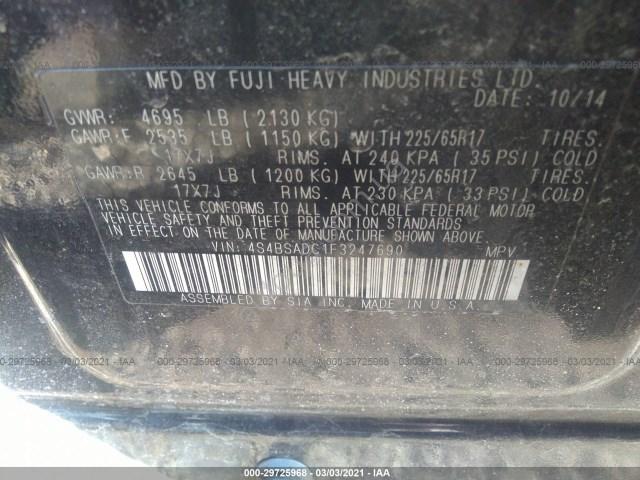 MFD BY FUJI HEAVY INDUSTRIES LTD.
DATE: 10/14
GVWR: 4695 LB (2130 KG)
GAWR:F 2535 LB (1150 KG) WITH 225/65R17 TIRES.
17X7J RIMS. AT 240 KPA (35 PSI) COLD
GAWR:R 2645 LB (1200 KG) WITH 225/65R17 TIRES.
17X7J RIMS. AT 230 KPA (33 PSI) COLD
THIS VEHICLE CONFORMS TO ALL APPLICABLE FEDERAL MOTOR
VEHICLE SAFETY AND THEFT PREVENTION STANDARDS
IN EFFECT ON THE DATE OF MANUFACTURE SHOWN ABOVE.
VIN: 4S4BSADC1F3247690 MPV
ASSEMBLED BY SIA INC. MADE IN U.S.A.
000-29725968 - 03/03/2021 - IAA